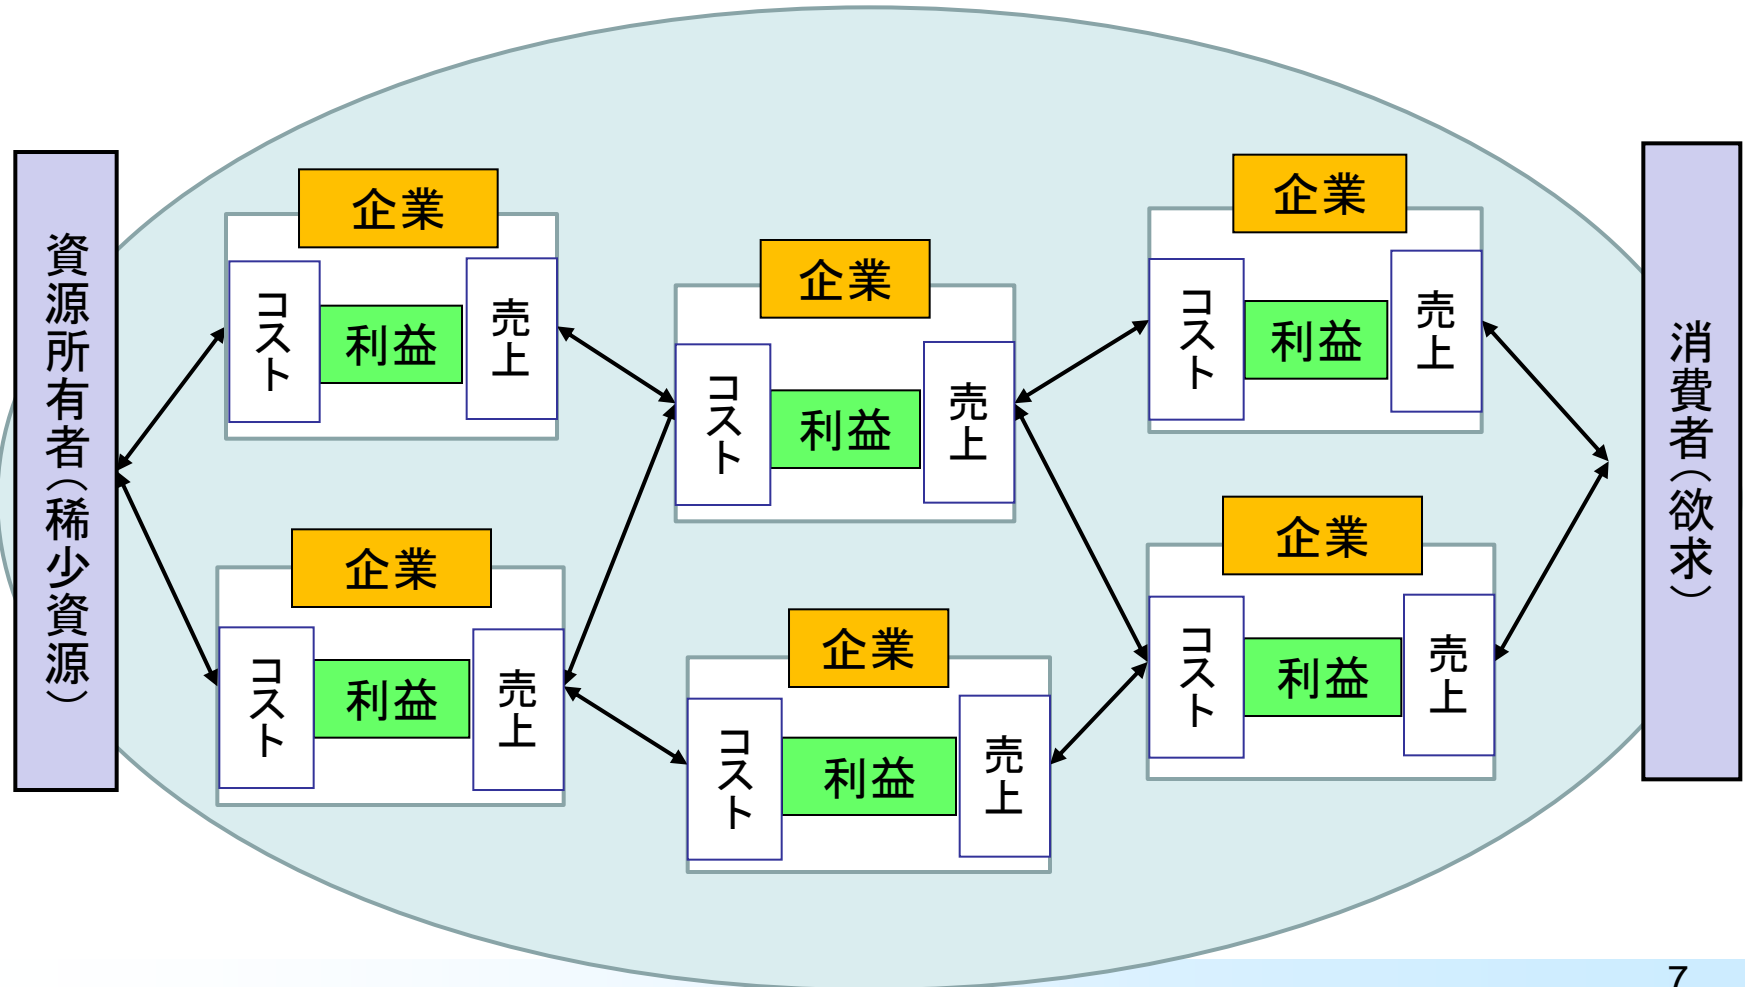 資源所有者（稀少資源）
企業
コスト
利益
売上
企業
コスト
利益
売上
企業
コスト
利益
売上
企業
コスト
利益
売上
企業
コスト
利益
売上
企業
コスト
利益
売上
消費者（欲求）
7